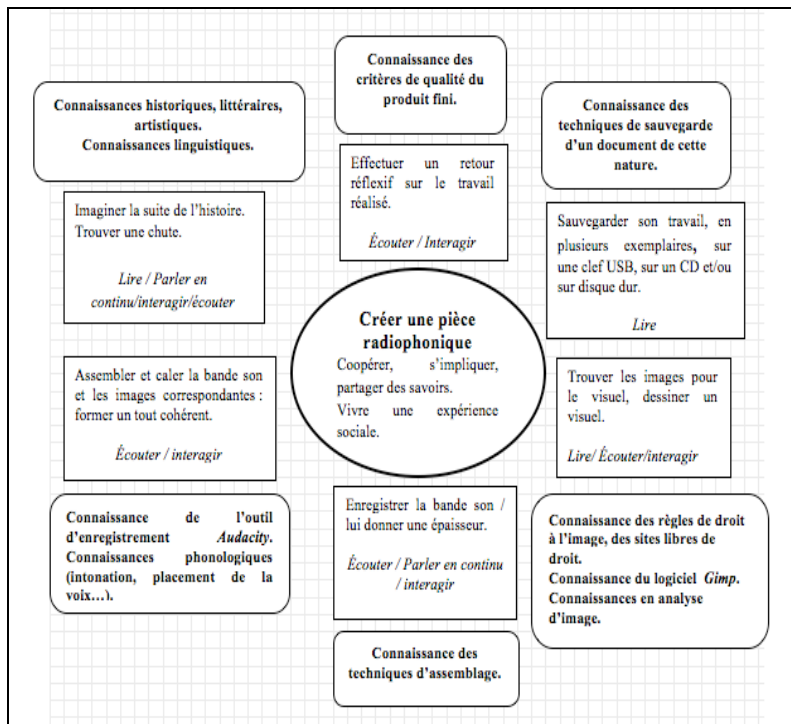 Connaissance des
critères de qualité du
produit fini.
Connaissances historiques, littéraires,
artistiques.
Connaissances linguistiques.
Connaissance des
techniques de sauvegarde
d'un document de cette
nature.
Effectuer un retour
réflexif sur le travail
réalisé.
Écouter / Interagir
Imaginer la suite de l'histoire.
Trouver une chute.
Lire / Parler en
continu/interagir/écouter
Sauvegarder son travail, en
plusieurs exemplaires, sur
une clef USB, sur un CD et/ou
sur disque dur.
Lire
Créer une pièce
radiophonique
Coopérer, s'impliquer,
partager des savoirs.
Vivre une expérience
sociale.
Assembler et caler la bande son
et les images correspondantes :
former un tout cohérent.
Écouter / interagir
Trouver les images pour
le visuel, dessiner un
visuel.
Lire/ Écouter/interagir
Connaissance de l'outil
d'enregistrement Audacity.
Connaissances phonologiques
(intonation, placement de la
voix…).
Enregistrer la bande son /
lui donner une épaisseur.
Écouter / Parler en continu
/ interagir
Connaissance des règles de droit
à l'image, des sites libres de
droit.
Connaissance du logiciel Gimp.
Connaissances en analyse
d'image.
Connaissance des
techniques d'assemblage.